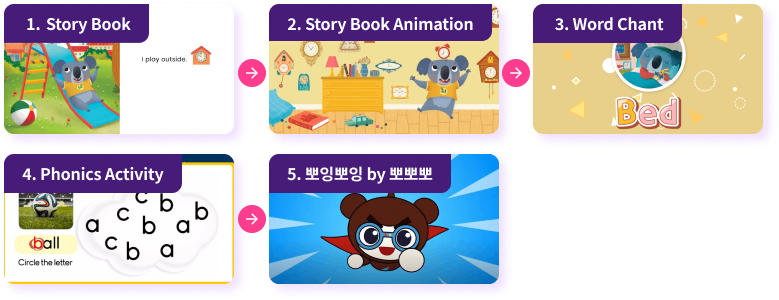 1. Story Book
I play outside.
2. Story Book Animation
3. Word Chant
Bed
4. Phonics Activity
ball
Circle the letter
a c b b a b c b a
5. 뽀잉뽀잉 by 뽀뽀뽀